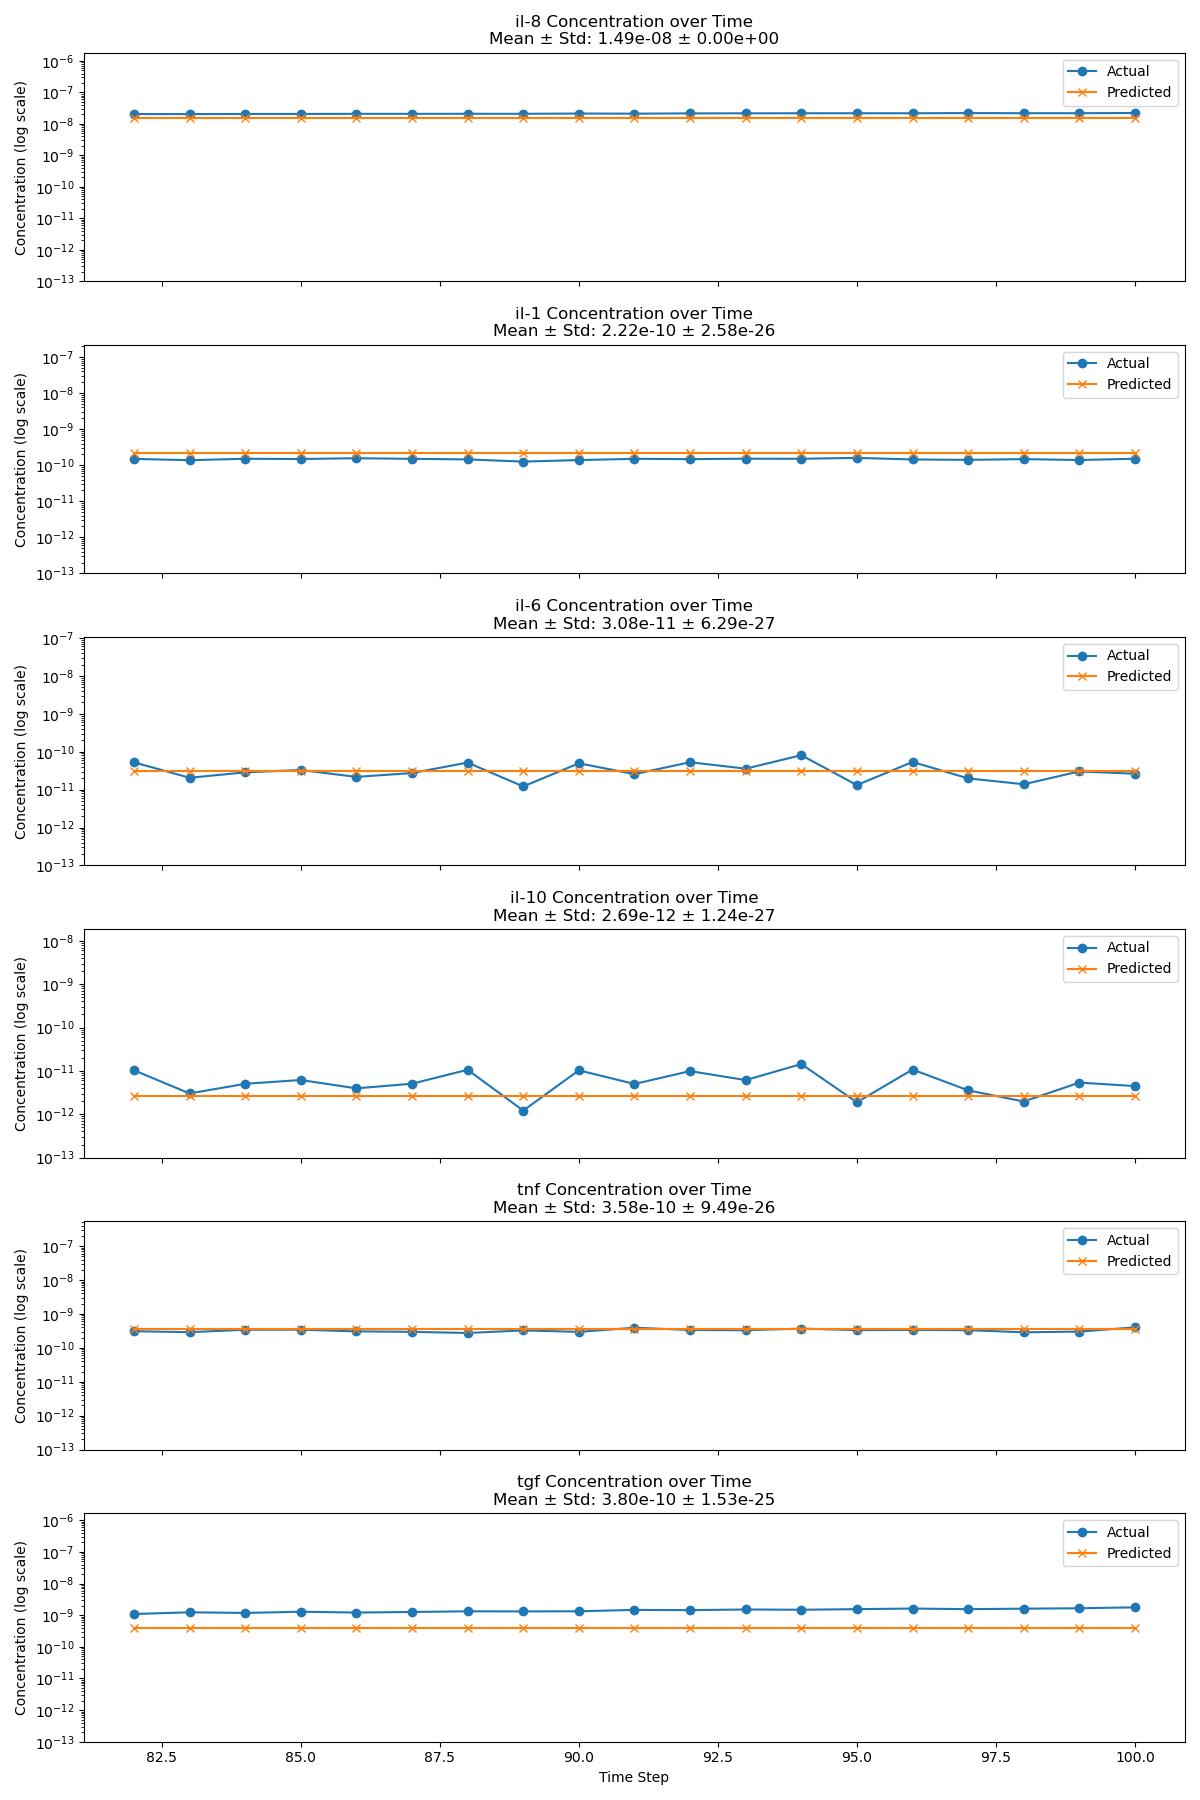 il-8 Concentration over Time
Mean ± Std: 1.49e-08 ± 0.00e+00
Concentration (log scale)
10⁻⁶
10⁻⁷
10⁻⁸
10⁻⁹
10⁻¹⁰
10⁻¹¹
10⁻¹²
10⁻¹³
Actual
Predicted
il-1 Concentration over Time
Mean ± Std: 2.22e-10 ± 2.58e-26
Concentration (log scale)
10⁻⁷
10⁻⁸
10⁻⁹
10⁻¹⁰
10⁻¹¹
10⁻¹²
10⁻¹³
Actual
Predicted
il-6 Concentration over Time
Mean ± Std: 3.08e-11 ± 6.29e-27
Concentration (log scale)
10⁻⁷
10⁻⁸
10⁻⁹
10⁻¹⁰
10⁻¹¹
10⁻¹²
10⁻¹³
Actual
Predicted
il-10 Concentration over Time
Mean ± Std: 2.69e-12 ± 1.24e-27
Concentration (log scale)
10⁻⁸
10⁻⁹
10⁻¹⁰
10⁻¹¹
10⁻¹²
10⁻¹³
Actual
Predicted
tnf Concentration over Time
Mean ± Std: 3.58e-10 ± 9.49e-26
Concentration (log scale)
10⁻⁷
10⁻⁸
10⁻⁹
10⁻¹⁰
10⁻¹¹
10⁻¹²
10⁻¹³
Actual
Predicted
tgf Concentration over Time
Mean ± Std: 3.80e-10 ± 1.53e-25
Concentration (log scale)
10⁻⁶
10⁻⁷
10⁻⁸
10⁻⁹
10⁻¹⁰
10⁻¹¹
10⁻¹²
10⁻¹³
Actual
Predicted
82.5 85.0 87.5 90.0 92.5 95.0 97.5 100.0
Time Step